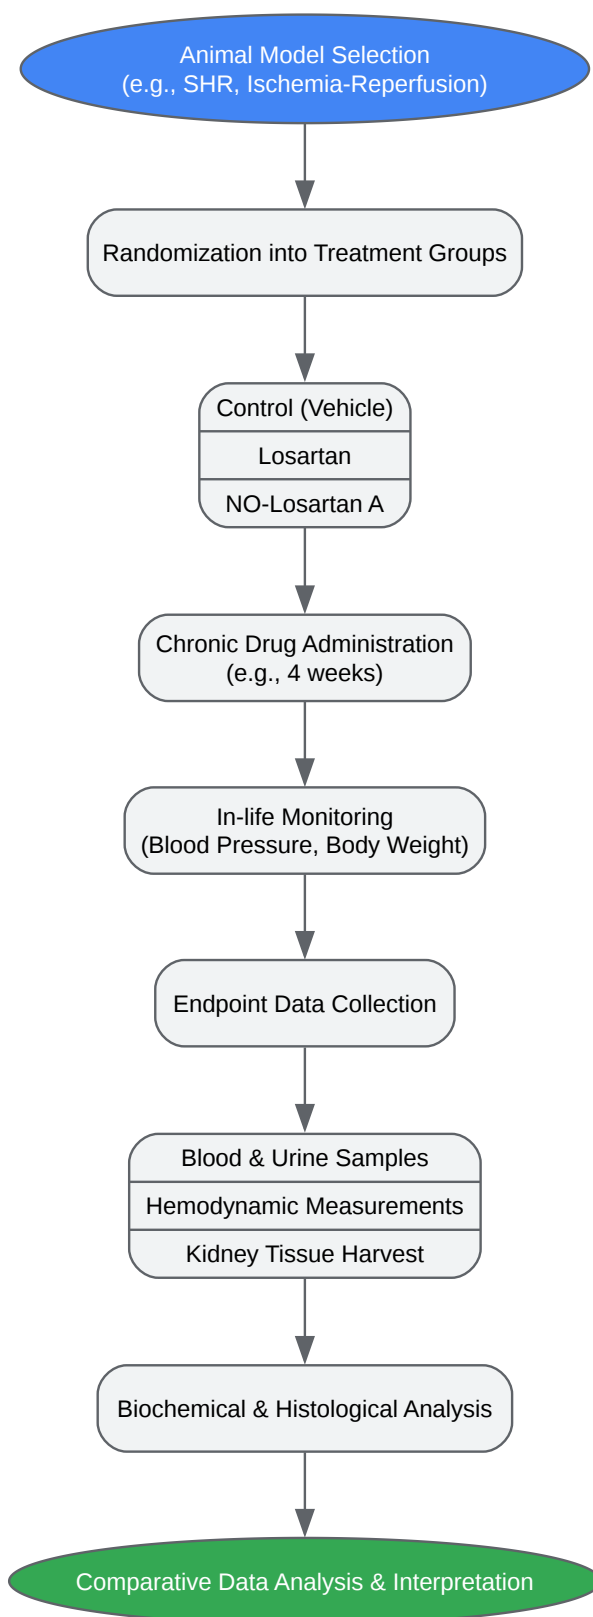 Animal Model Selection
(e.g., SHR, Ischemia-Reperfusion)
Randomization into Treatment Groups
Control (Vehicle)
Losartan
NO-Losartan A
Chronic Drug Administration
(e.g., 4 weeks)
In-life Monitoring
(Blood Pressure, Body Weight)
Endpoint Data Collection
Blood & Urine Samples
Hemodynamic Measurements
Kidney Tissue Harvest
Biochemical & Histological Analysis
Comparative Data Analysis & Interpretation